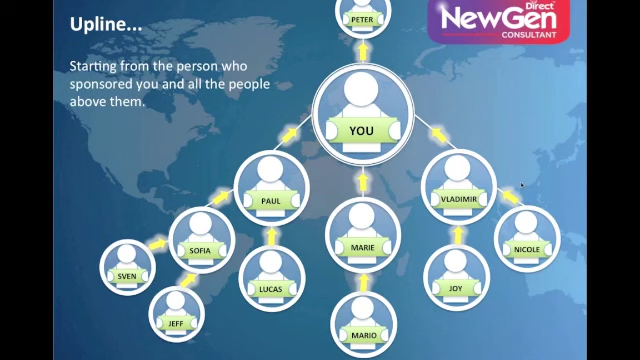 Upline...
Starting from the person who
sponsored you and all the people
above them.
PETER
Direct
NewGen
CONSULTANT
YOU
PAUL
VLADIMIR
SOFIA
MARIE
NICOLE
SVEN
LUCAS
JOY
JEFF
MARIO